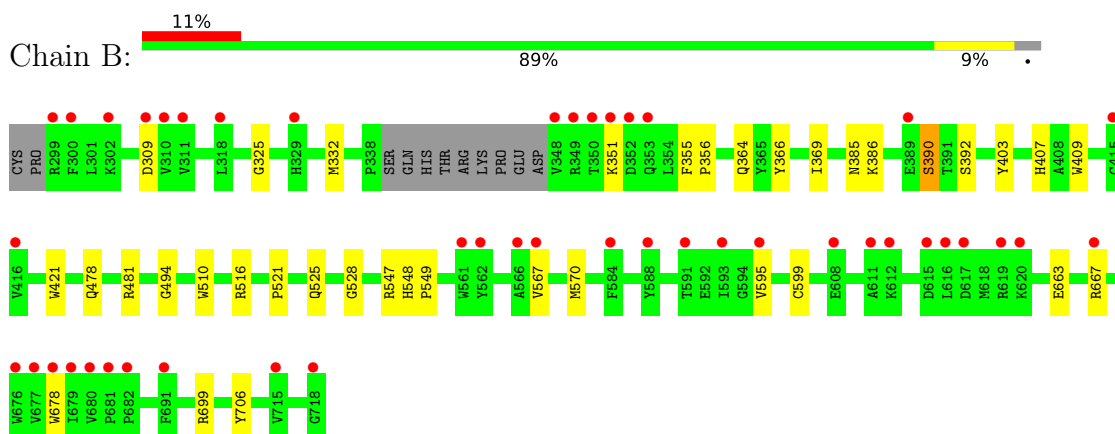 11%
Chain B:
89% 9% •
CYS PRO R299 F300 L301 K302 D309 V310 V311 L318 G325 H329 M332 P338 SER GLN HIS THR ARG LYS PRO GLU ASP V348 R349 T350 K351 D352 Q353 L354 F355 P356 Q364 Y365 Y366 I369 N385 K386 E389 S390 T391 S392 Y403 H407 A408 W409 G415
V416 W421 Q478 R481 G494 W510 R516 P521 Q525 G528 R547 H548 P549 W561 Y562 A566 V567 M570 F584 Y588 T591 E592 I593 G594 V595 C599 E608 A611 K612 D615 L616 D617 M618 R619 K620 E663 R667
W676 V677 W678 I679 V680 P681 P682 F691 R699 Y706 V715 G718